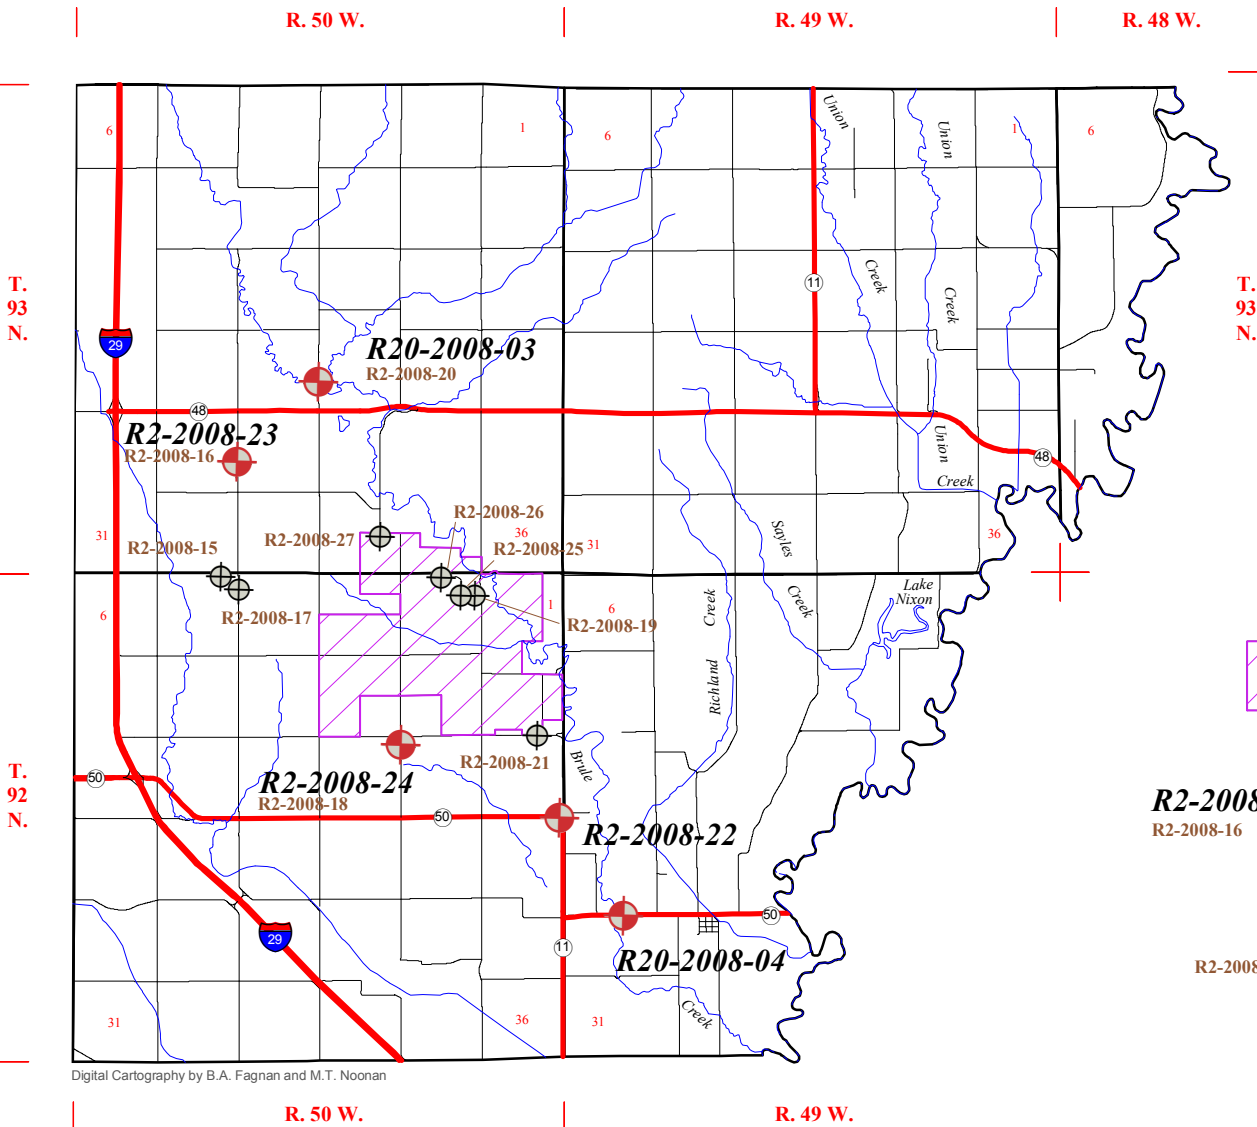 R. 50 W.
R. 49 W.
R. 48 W.
6
1
6
1
6
Union
Union
T.
93
N.
T.
93
N.
Creek
Creek
11
29
R20-2008-03
R2-2008-20
48
R2-2008-23
R2-2008-16
Union
Creek
48
R2-2008-26
31
R2-2008-27
36
31
Sayles
36
R2-2008-15
R2-2008-25
Lake
Nixon
6
R2-2008-17
1
6
R2-2008-19
Creek
Creek
Richland
T.
92
N.
50
R2-2008-21
Brule
R2-2008-24
R2-2008-18
50
R2-2008-22
R2-2008
R2-2008-16
50
29
11
R20-2008-04
R2-2008
31
36
31
Creek
Digital Cartography by B.A. Fagnan and M.T. Noonan
R. 50 W.
R. 49 W.